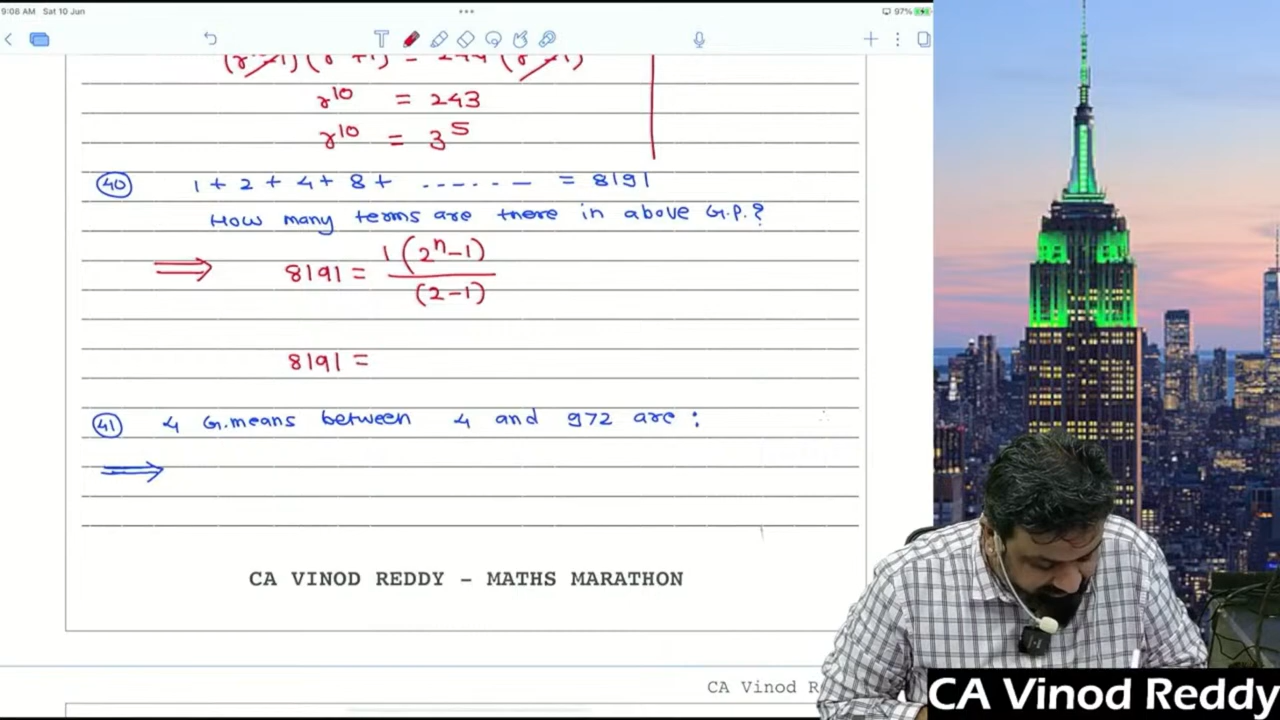 9:08 AM Sat 10 Jun
97%
r¹⁰ = 243
r¹⁰ = 3⁵
40 1 + 2 + 4 + 8 + ------- = 8191
How many terms are there in above G.P.?
⇒ 8191 = 1(2ⁿ-1)
(2-1)
8191 =
41 4 G.means between 4 and 972 are :
⇒
CA VINOD REDDY - MATHS MARATHON
CA Vinod R
CA Vinod Reddy